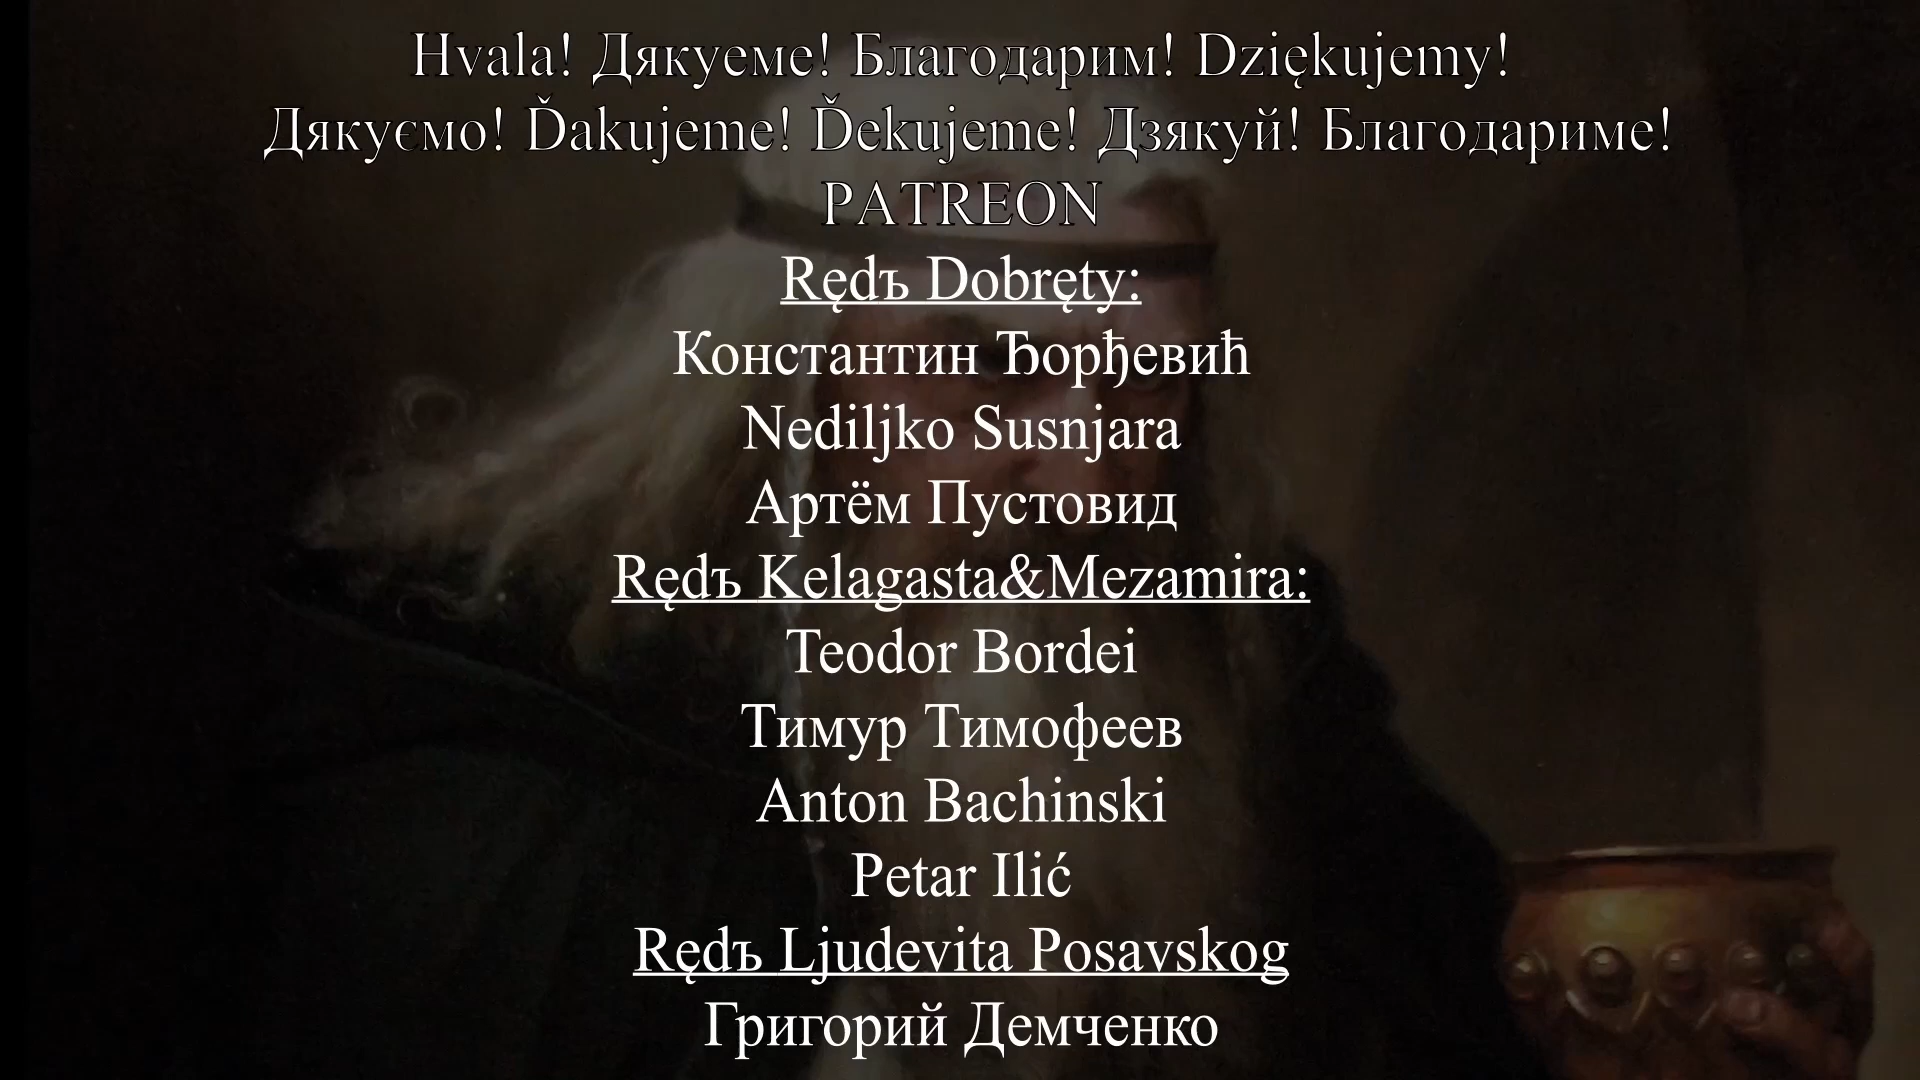 Hvala! Дякуеме! Благодарим! Dziękujemy!
Дякуємо! Ďakujeme! Ďekujeme! Дзякуй! Благодариме!
PATREON
Rędъ Dobręty:
Константин Ђорђевић
Nediljko Susnjara
Артём Пустовид
Rędъ Kelagasta&Mezamira:
Teodor Bordei
Тимур Тимофеев
Anton Bachinski
Petar Ilić
Rędъ Ljudevita Posavskog
Григорий Демченко